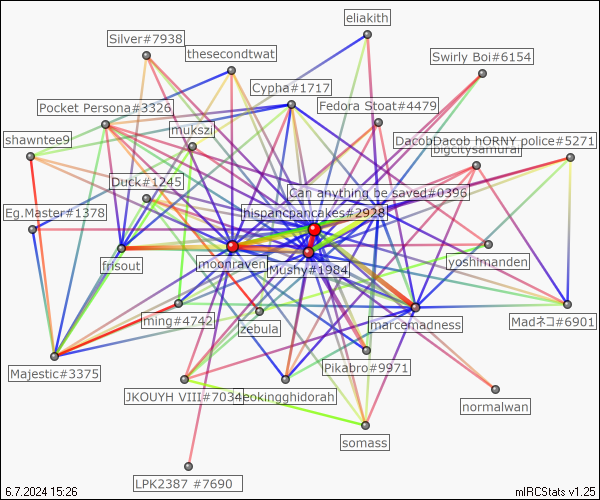 eliakith
Silver#7938
thesecondtwat
Swirly Boi#6154
Cypha#1717
Pocket Persona#3326
Fedora Stoat#4479
mukszi
shawntee9
DacobDacob hORNY police#5271
bigcitysamurai
Duck#1245
Can anything be saved#0396
Eg.Master#1378
hispancpancakes#2928
frisout
moonraven
Mushy#1984
yoshimanden
ming#4742
zebula
marcemadness
Madネコ#6901
Majestic#3375
Pikabro#9971
JKOUYH VIII#7034
eokingghidorah
normalwan
somass
LPK2387 #7690
6.7.2024 15:26
mIRCStats v1.25